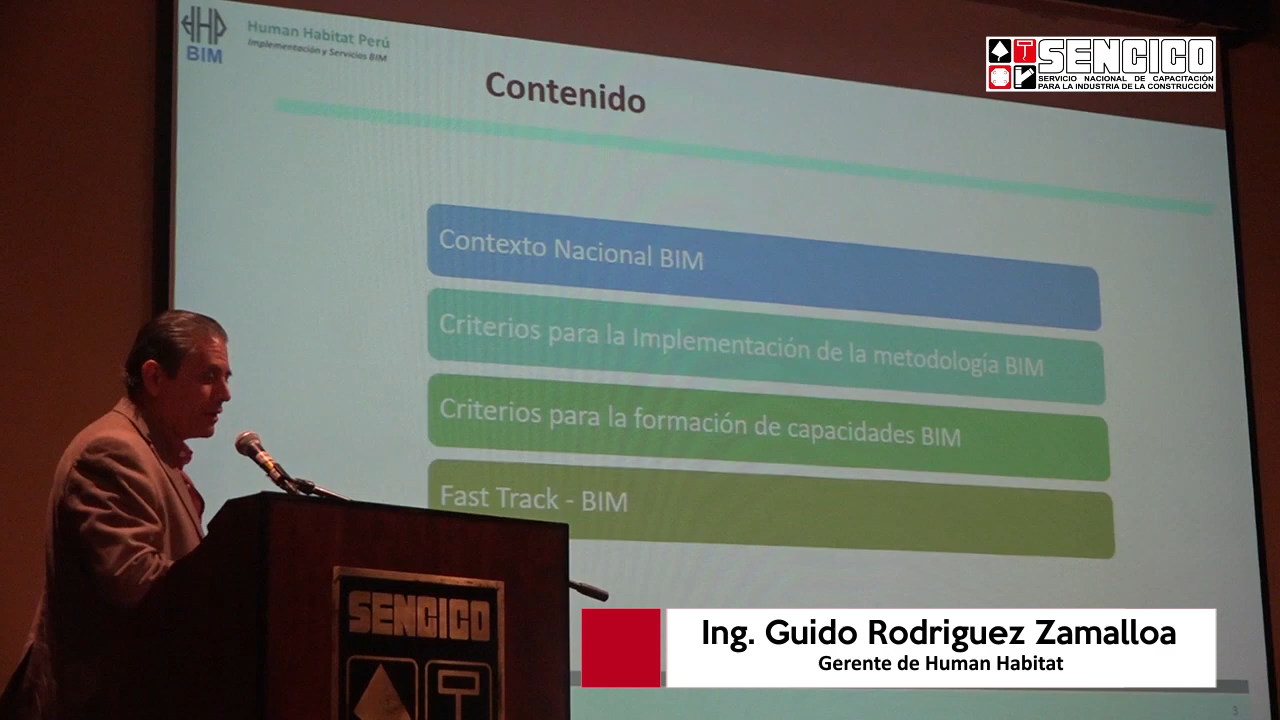 HHP
BIM
Human Habitat Perú
Implementación y Servicios BIM
SENCICO
SERVICIO NACIONAL DE CAPACITACIÓN
PARA LA INDUSTRIA DE LA CONSTRUCCIÓN
Contenido
Contexto Nacional BIM
Criterios para la Implementación de la metodología BIM
Criterios para la formación de capacidades BIM
Fast Track - BIM
SENCICO
Ing. Guido Rodriguez Zamalloa
Gerente de Human Habitat
3